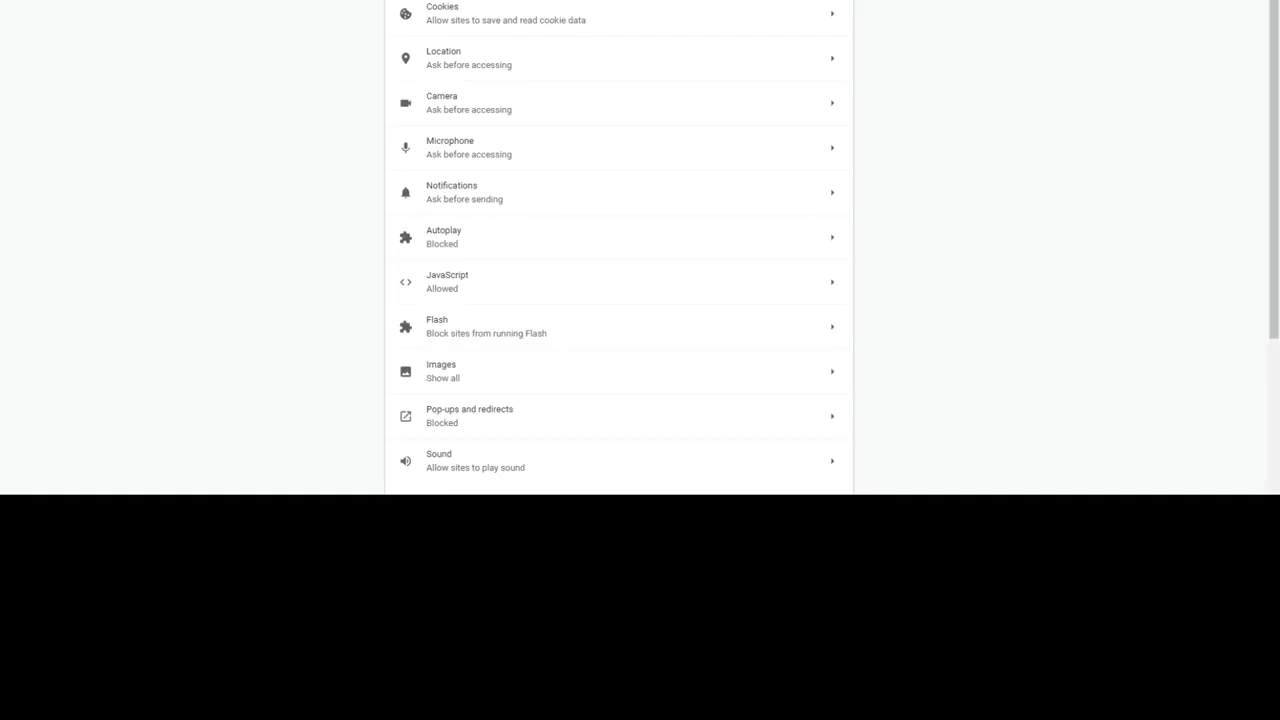 Cookies
Allow sites to save and read cookie data
Location
Ask before accessing
Camera
Ask before accessing
Microphone
Ask before accessing
Notifications
Ask before sending
Autoplay
Blocked
JavaScript
Allowed
Flash
Block sites from running Flash
Images
Show all
Pop-ups and redirects
Blocked
Sound
Allow sites to play sound